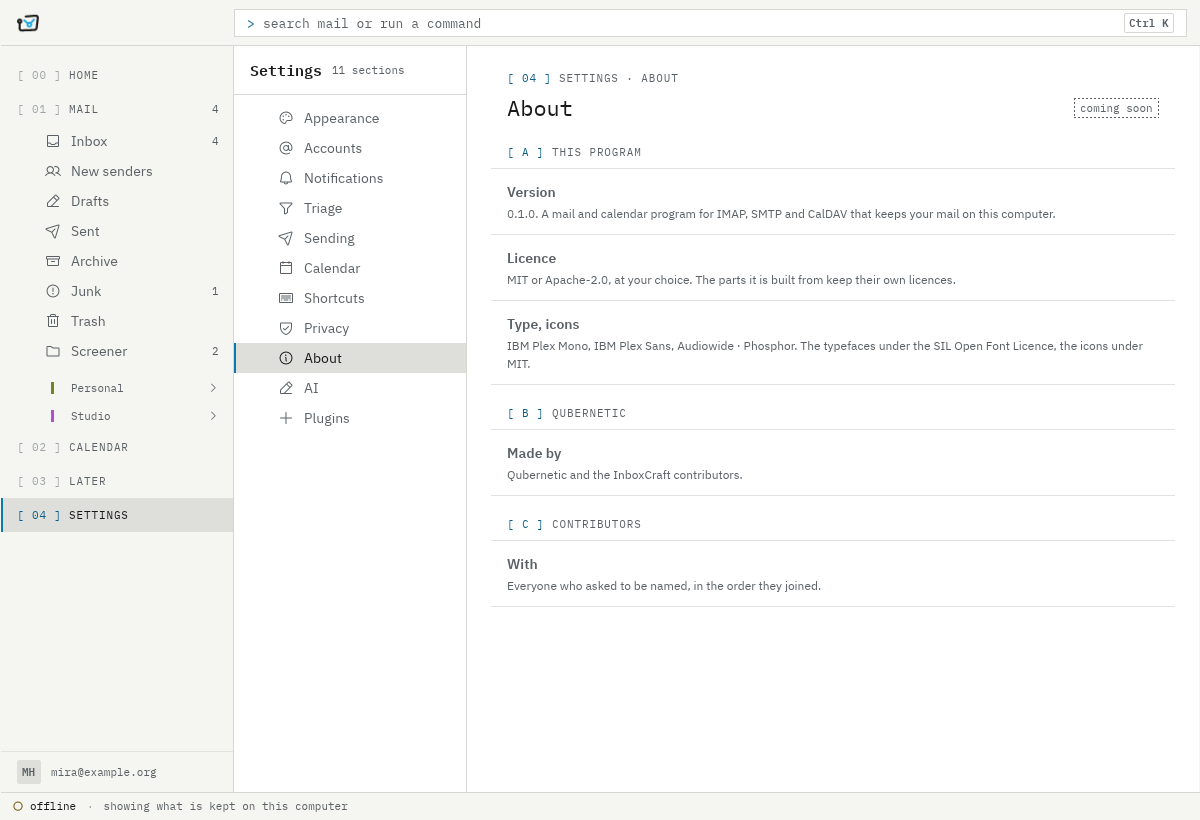 > search mail or run a command
Ctrl K
[ 00 ] HOME
[ 01 ] MAIL 4
Inbox 4
New senders
Drafts
Sent
Archive
Junk 1
Trash
Screener 2
Personal
Studio
[ 02 ] CALENDAR
[ 03 ] LATER
[ 04 ] SETTINGS
MH mira@example.org
Settings 11 sections
Appearance
Accounts
Notifications
Triage
Sending
Calendar
Shortcuts
Privacy
About
AI
Plugins
[ 04 ] SETTINGS · ABOUT
About
coming soon
[ A ] THIS PROGRAM
Version
0.1.0. A mail and calendar program for IMAP, SMTP and CalDAV that keeps your mail on this computer.
Licence
MIT or Apache-2.0, at your choice. The parts it is built from keep their own licences.
Type, icons
IBM Plex Mono, IBM Plex Sans, Audiowide · Phosphor. The typefaces under the SIL Open Font Licence, the icons under
MIT.
[ B ] QUBERNETIC
Made by
Qubernetic and the InboxCraft contributors.
[ C ] CONTRIBUTORS
With
Everyone who asked to be named, in the order they joined.
offline · showing what is kept on this computer